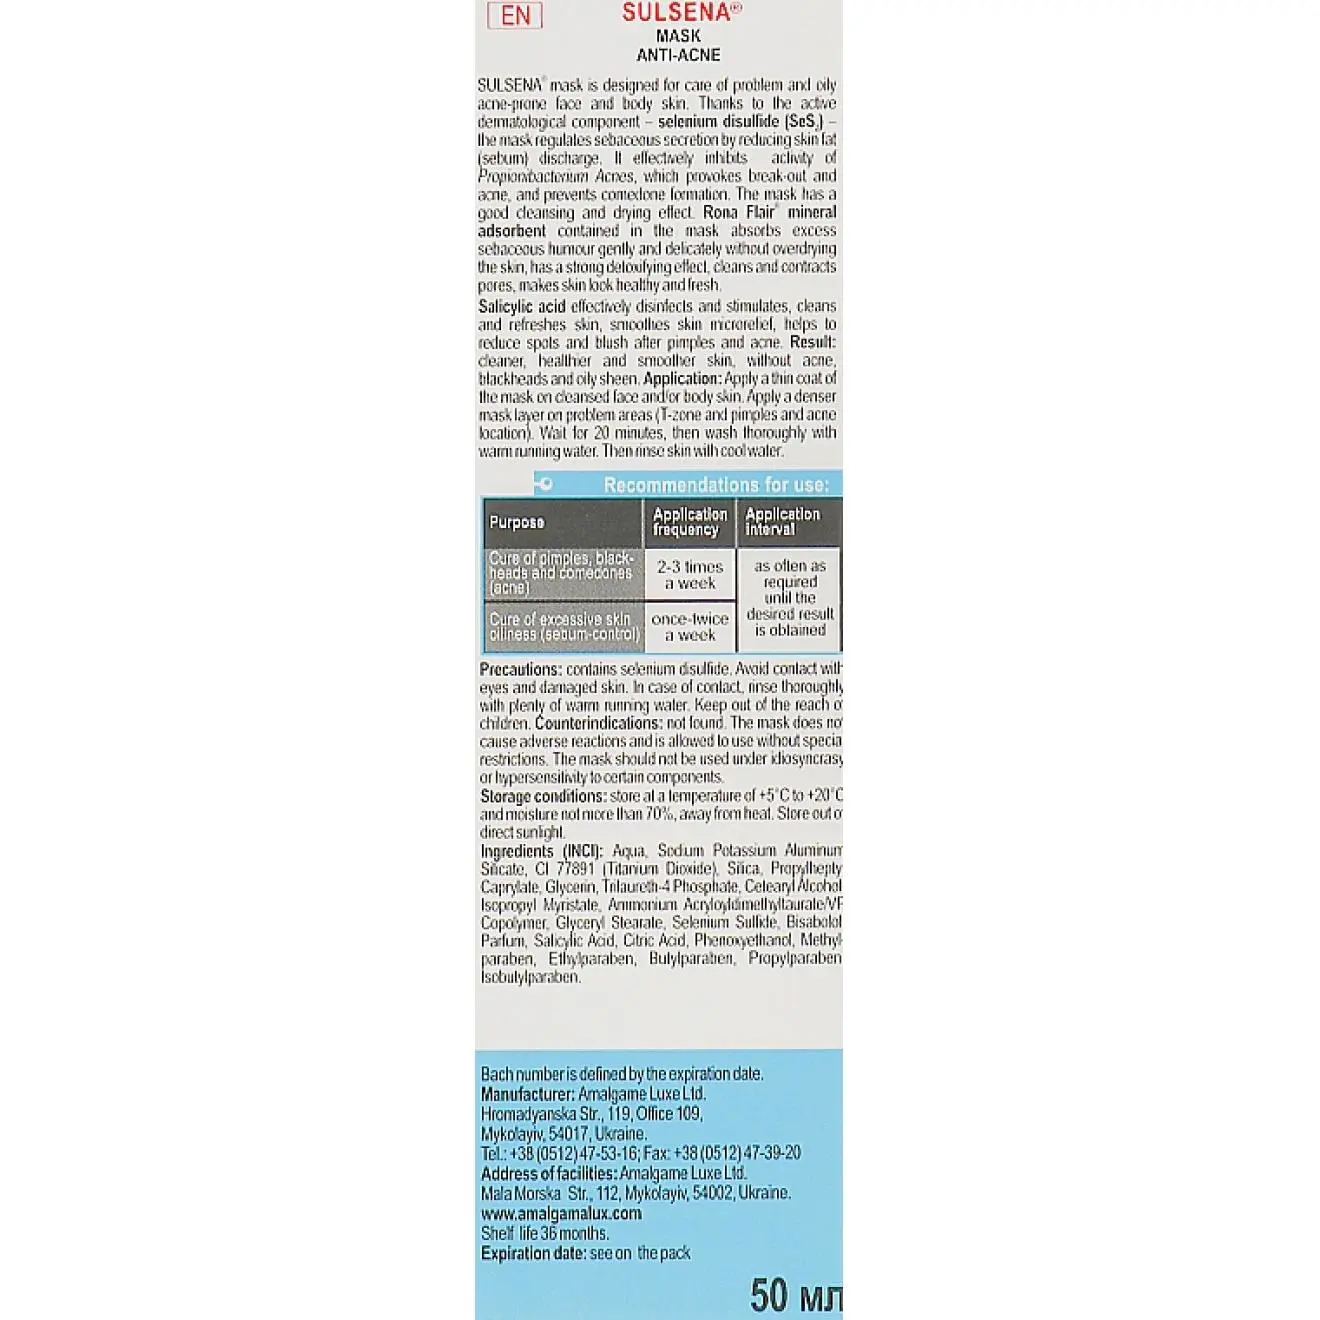 EN
SULSENA®
MASK
ANTI-ACNE
SULSENA® mask is designed for care of problem and oily
acne-prone face and body skin. Thanks to the active
dermatological component – selenium disulfide (SeS₂) –
the mask regulates sebaceous secretion by reducing skin fat
(sebum) discharge. It effectively inhibits activity of
Propionibacterium Acnes, which provokes break-out and
acne, and prevents comedone formation. The mask has a
good cleansing and drying effect. Rona Flair® mineral
adsorbent contained in the mask absorbs excess
sebaceous humour gently and delicately without overdrying
the skin, has a strong detoxifying effect, cleans and contracts
pores, makes skin look healthy and fresh.
Salicylic acid effectively disinfects and stimulates, cleans
and refreshes skin, smoothes skin microrelief, helps to
reduce spots and blush after pimples and acne. Result:
cleaner, healthier and smoother skin, without acne,
blackheads and oily sheen. Application: Apply a thin coat of
the mask on cleansed face and/or body skin. Apply a denser
mask layer on problem areas (T-zone and pimples and acne
location). Wait for 20 minutes, then wash thoroughly with
warm running water. Then rinse skin with cool water.
Recommendations for use:
Purpose
Application
frequency
Application
interval
Cure of pimples, black-
heads and comedones
(acne)
2-3 times
a week
as often as
required
until the
desired result
is obtained
Cure of excessive skin
oiliness (sebum-control)
once-twice
a week
Precautions: contains selenium disulfide. Avoid contact with
eyes and damaged skin. In case of contact, rinse thoroughly
with plenty of warm running water. Keep out of the reach o
children. Counterindications: not found. The mask does no
cause adverse reactions and is allowed to use without specia
restrictions. The mask should not be used under idiosyncrasy
or hypersensitivity to certain components.
Storage conditions: store at a temperature of +5°C to +20°C
and moisture not more than 70%, away from heat. Store out o
direct sunlight.
Ingredients (INCI): Aqua, Sodium Potassium Aluminum
Silicate, CI 77891 (Titanium Dioxide), Silica, Propylheptyl
Caprylate, Glycerin, Trilaureth-4 Phosphate, Cetearyl Alcohol
Isopropyl Myristate, Ammonium Acryloyldimethyltaurate/VP
Copolymer, Glyceryl Stearate, Selenium Sulfide, Bisabolol
Parfum, Salicylic Acid, Citric Acid, Phenoxyethanol, Methyl-
paraben, Ethylparaben, Butylparaben, Propylparaben
Isobutylparaben.
Bach number is defined by the expiration date.
Manufacturer: Amalgame Luxe Ltd.
Hromadyanska Str., 119, Office 109,
Mykolayiv, 54017, Ukraine.
Tel.: +38 (0512) 47-53-16; Fax: +38 (0512) 47-39-20
Address of facilities: Amalgame Luxe Ltd.
Mala Morska Str., 112, Mykolayiv, 54002, Ukraine.
www.amalgamalux.com
Shelf life 36 months.
Expiration date: see on the pack
50 мл